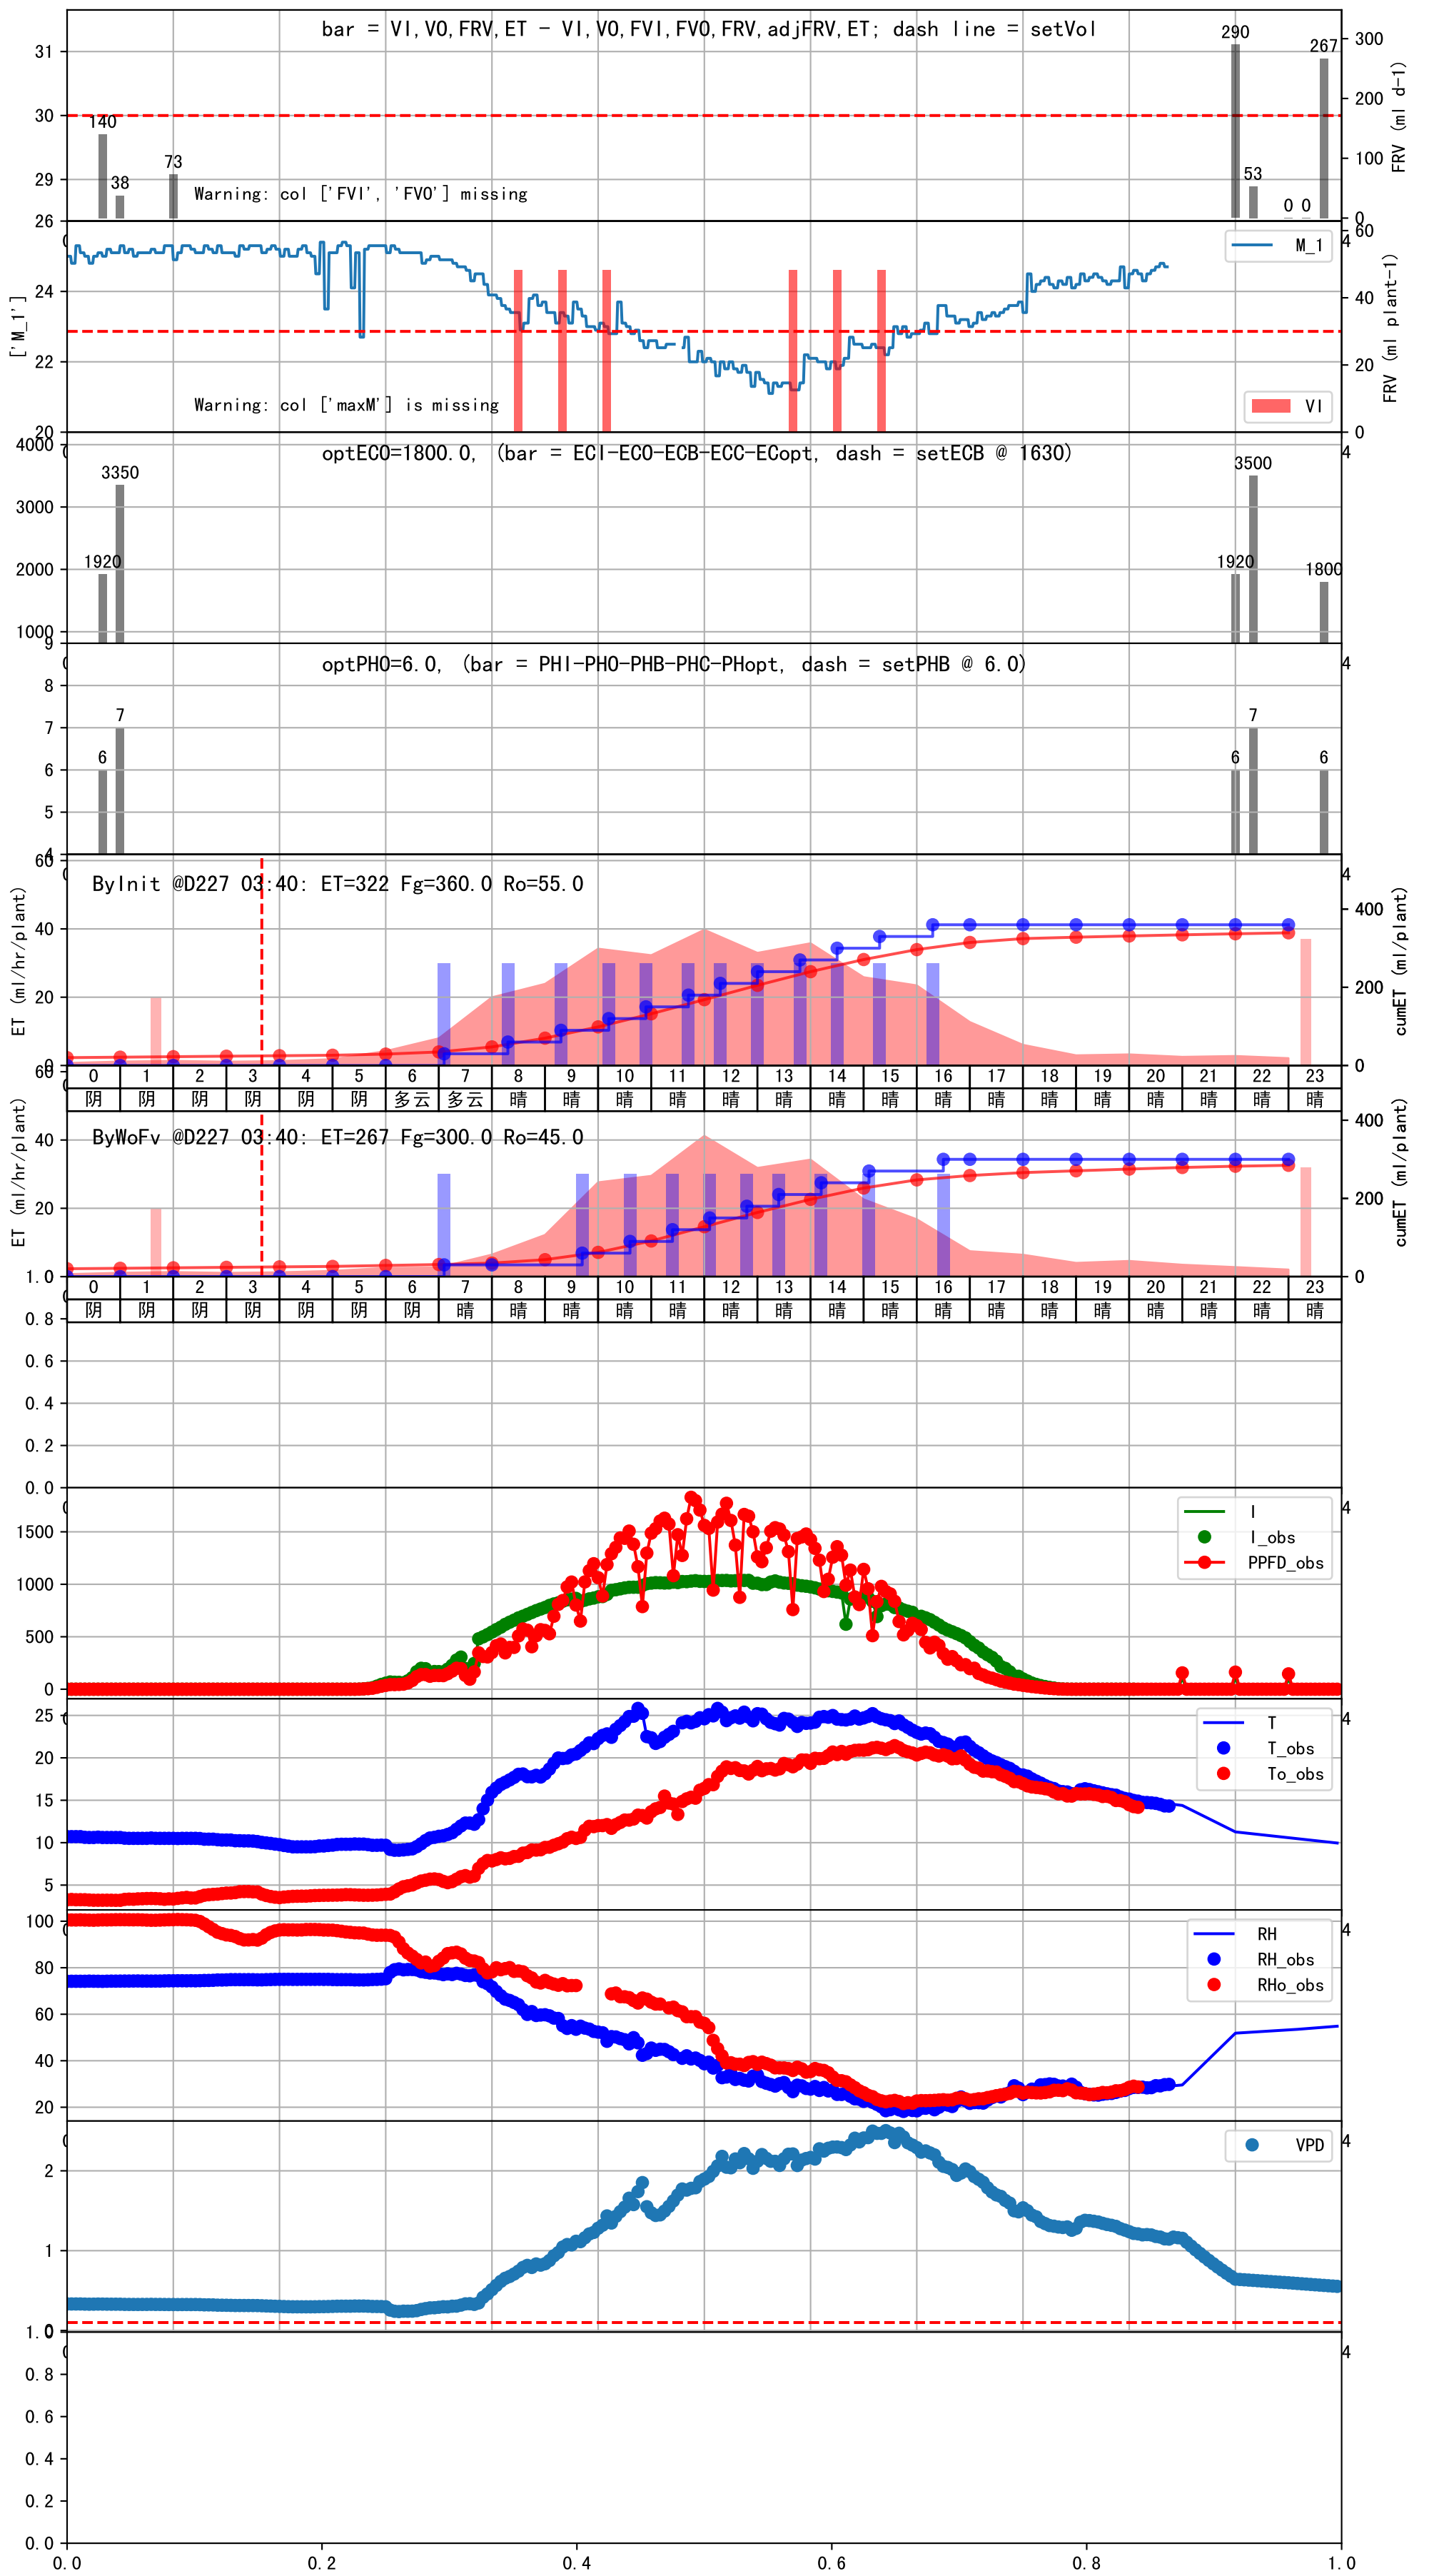 bar = VI,VO,FRV,ET - VI,VO,FVI,FVO,FRV,adjFRV,ET; dash line = setVol
31
30
29
140
38
73
290
53
0 0
267
300
200
100
0
FRV (ml d-1)
Warning: col ['FVI', 'FVO'] missing
26
24
22
20
['M_1']
M_1
VI
60
40
20
0
FRV (ml plant-1)
Warning: col ['maxM'] is missing
optECO=1800.0, (bar = ECI-ECO-ECB-ECC-ECopt, dash = setECB @ 1630)
4000
3000
2000
1000
1920
3350
1920
3500
1800
optPHO=6.0, (bar = PHI-PHO-PHB-PHC-PHopt, dash = setPHB @ 6.0)
9
8
7
6
5
4
6
7
6
7
6
ByInit @D227 03:40: ET=322 Fg=360.0 Ro=55.0
60
40
20
0
ET (ml/hr/plant)
400
200
0
cumET (ml/plant)
0 1 2 3 4 5 6 7 8 9 10 11 12 13 14 15 16 17 18 19 20 21 22 23
阴 阴 阴 阴 阴 阴 多云 多云 晴 晴 晴 晴 晴 晴 晴 晴 晴 晴 晴 晴 晴 晴 晴 晴
ByWoFv @D227 03:40: ET=267 Fg=300.0 Ro=45.0
60
40
20
ET (ml/hr/plant)
400
200
0
cumET (ml/plant)
0 1 2 3 4 5 6 7 8 9 10 11 12 13 14 15 16 17 18 19 20 21 22 23
阴 阴 阴 阴 阴 阴 阴 晴 晴 晴 晴 晴 晴 晴 晴 晴 晴 晴 晴 晴 晴 晴 晴 晴
1.0
0.8
0.6
0.4
0.2
0.0
1500
1000
500
0
I
I_obs
PPFD_obs
25
20
15
10
5
T
T_obs
To_obs
100
80
60
40
20
RH
RH_obs
RHo_obs
2
1
0
VPD
1.0
0.8
0.6
0.4
0.2
0.0
0.0 0.2 0.4 0.6 0.8 1.0